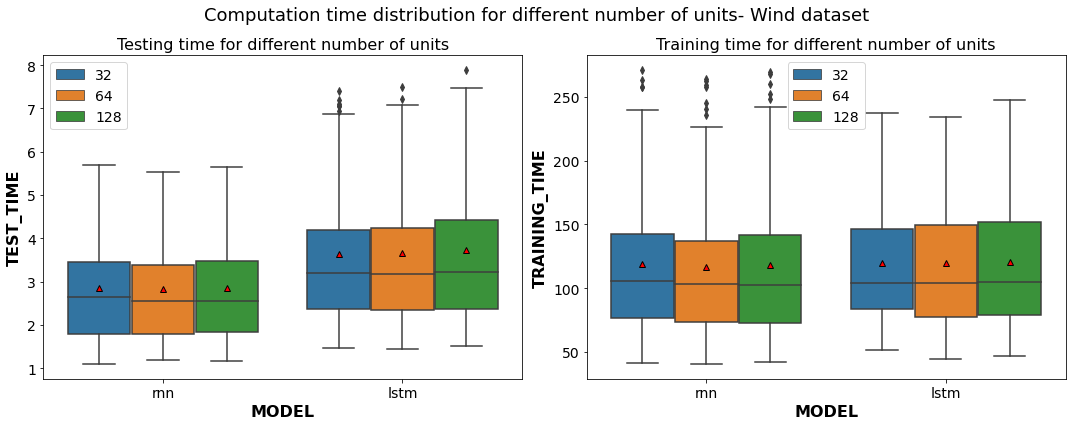 Computation time distribution for different number of units- Wind dataset
Testing time for different number of units
TEST_TIME
8
7
6
5
4
3
2
1
32
64
128
rnn
lstm
MODEL
Training time for different number of units
TRAINING_TIME
250
200
150
100
50
32
64
128
rnn
lstm
MODEL